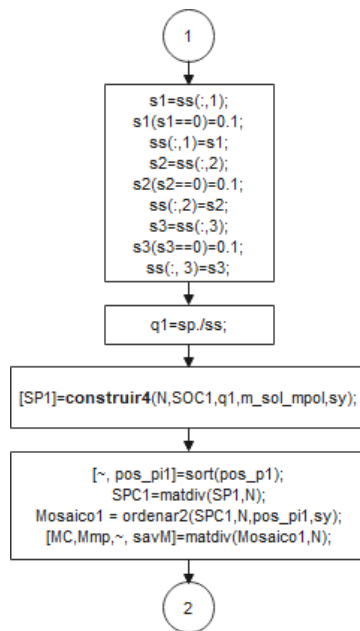 1
s1=ss(:,1);
s1(s1==0)=0.1;
ss(:,1)=s1;
s2=ss(:,2);
s2(s2==0)=0.1;
ss(:,2)=s2;
s3=ss(:,3);
s3(s3==0)=0.1;
ss(:, 3)=s3;
q1=sp./ss;
[SP1]=construir4(N,SOC1,q1,m_sol_mpol,sy);
[~, pos_pi1]=sort(pos_p1);
SPC1=matdiv(SP1,N);
Mosaico1 = ordenar2(SPC1,N,pos_pi1,sy);
[MC,Mmp,~, savM]=matdiv(Mosaico1,N);
2